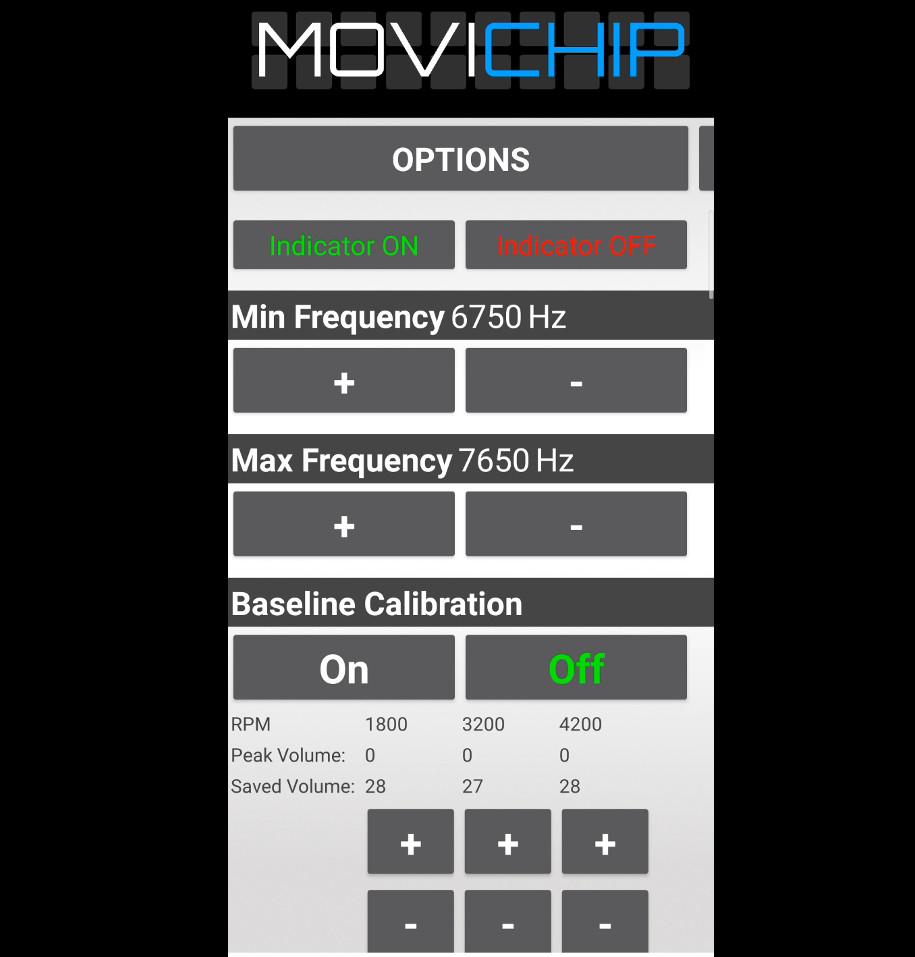 MOVICHIP
OPTIONS
Indicator ON Indicator OFF
Min Frequency 6750 Hz
+ -
Max Frequency 7650 Hz
+ -
Baseline Calibration
On Off
RPM 1800 3200 4200
Peak Volume: 0 0 0
Saved Volume: 28 27 28
+ + +
- - -